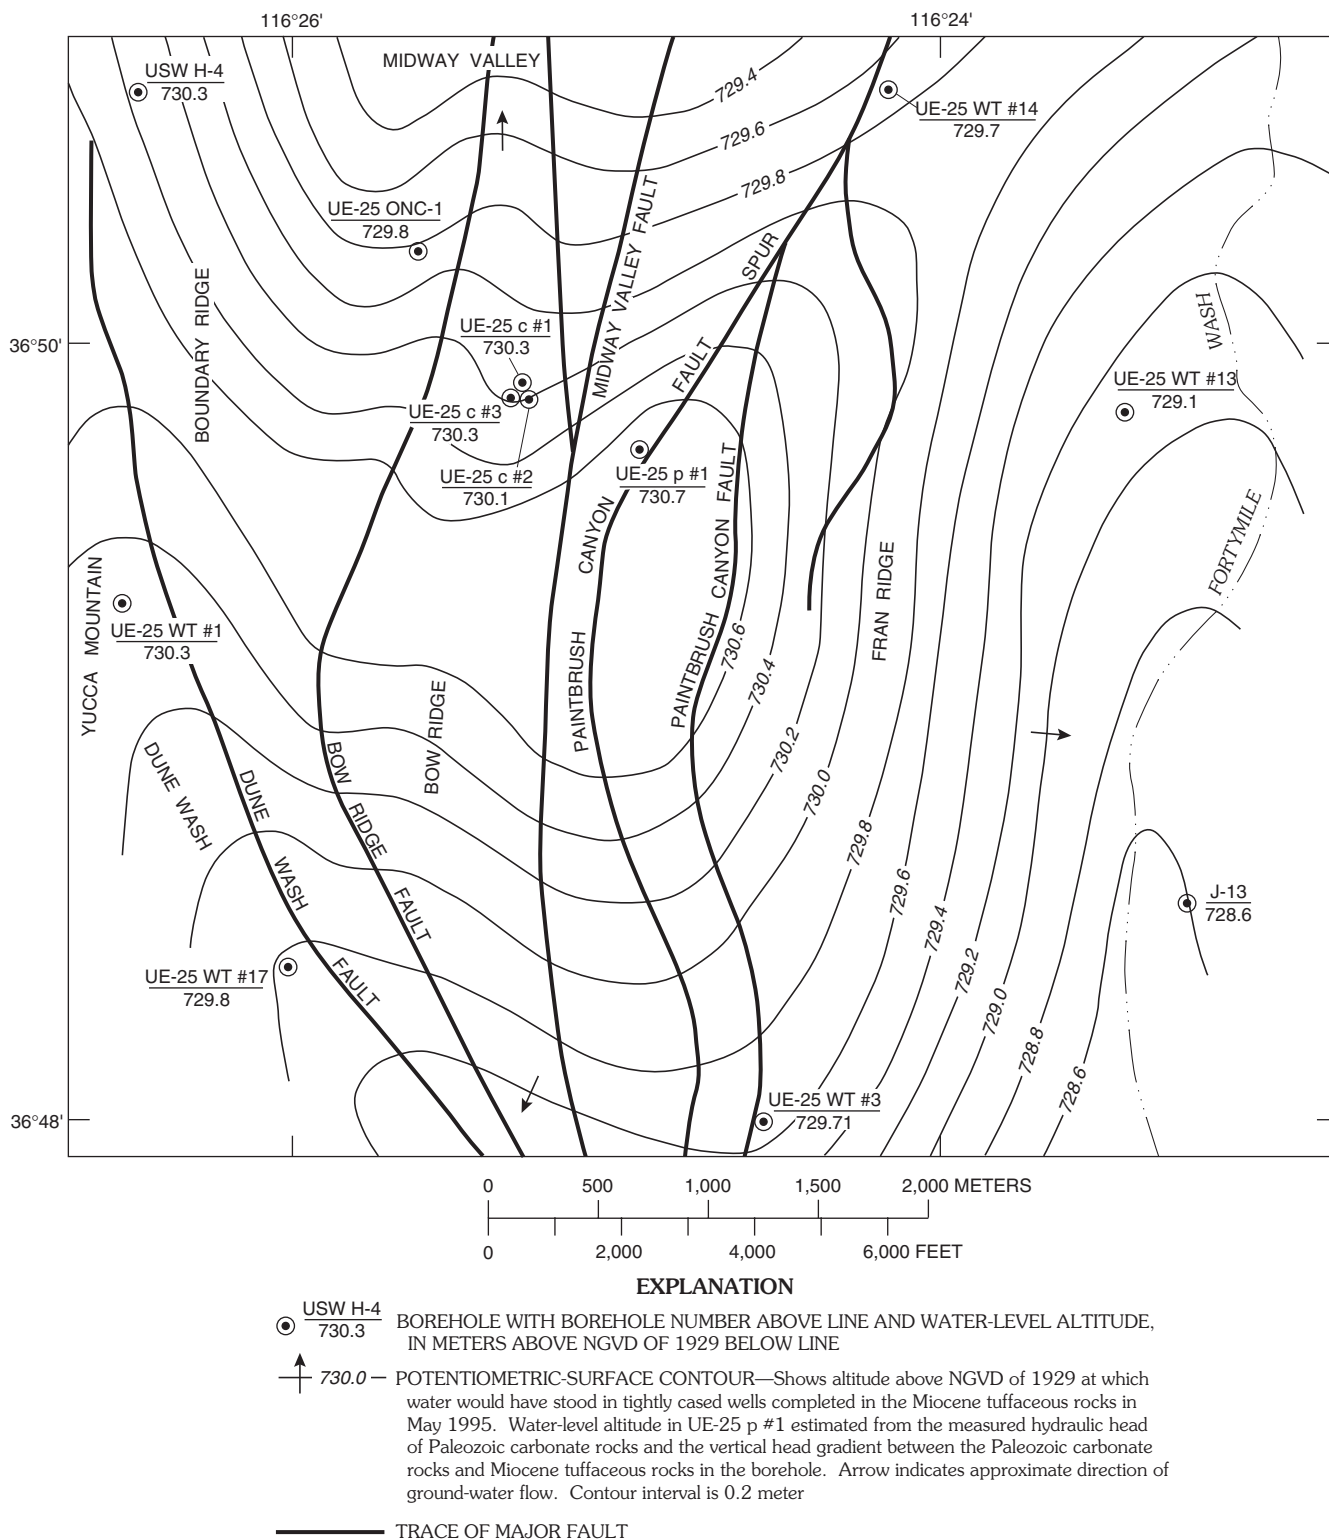 116°26'
116°24'
MIDWAY VALLEY
USW H-4
730.3
729.4
UE-25 WT #14
729.7
729.6
729.8
UE-25 ONC-1
729.8
MIDWAY VALLEY FAULT
SPUR
FAULT
CANYON
PAINTBRUSH
BOUNDARY RIDGE
WASH
FORTYMILE
36°50'
UE-25 c #1
730.3
UE-25 c #3
730.3
UE-25 c #2
730.1
UE-25 WT #13
729.1
UE-25 p #1
730.7
PAINTBRUSH CANYON FAULT
FRAN RIDGE
YUCCA MOUNTAIN
UE-25 WT #1
730.3
730.6
730.4
730.2
730.0
729.8
729.6
729.4
729.2
729.0
728.8
728.6
BOW RIDGE
BOW RIDGE FAULT
DUNE WASH
DUNE WASH FAULT
J-13
728.6
UE-25 WT #17
729.8
UE-25 WT #3
729.71
36°48'
0 500 1,000 1,500 2,000 METERS
0 2,000 4,000 6,000 FEET
EXPLANATION
USW H-4
730.3
BOREHOLE WITH BOREHOLE NUMBER ABOVE LINE AND WATER-LEVEL ALTITUDE,
IN METERS ABOVE NGVD OF 1929 BELOW LINE
730.0
POTENTIOMETRIC-SURFACE CONTOUR—Shows altitude above NGVD of 1929 at which
water would have stood in tightly cased wells completed in the Miocene tuffaceous rocks in
May 1995. Water-level altitude in UE-25 p #1 estimated from the measured hydraulic head
of Paleozoic carbonate rocks and the vertical head gradient between the Paleozoic carbonate
rocks and Miocene tuffaceous rocks in the borehole. Arrow indicates approximate direction of
ground-water flow. Contour interval is 0.2 meter
TRACE OF MAJOR FAULT